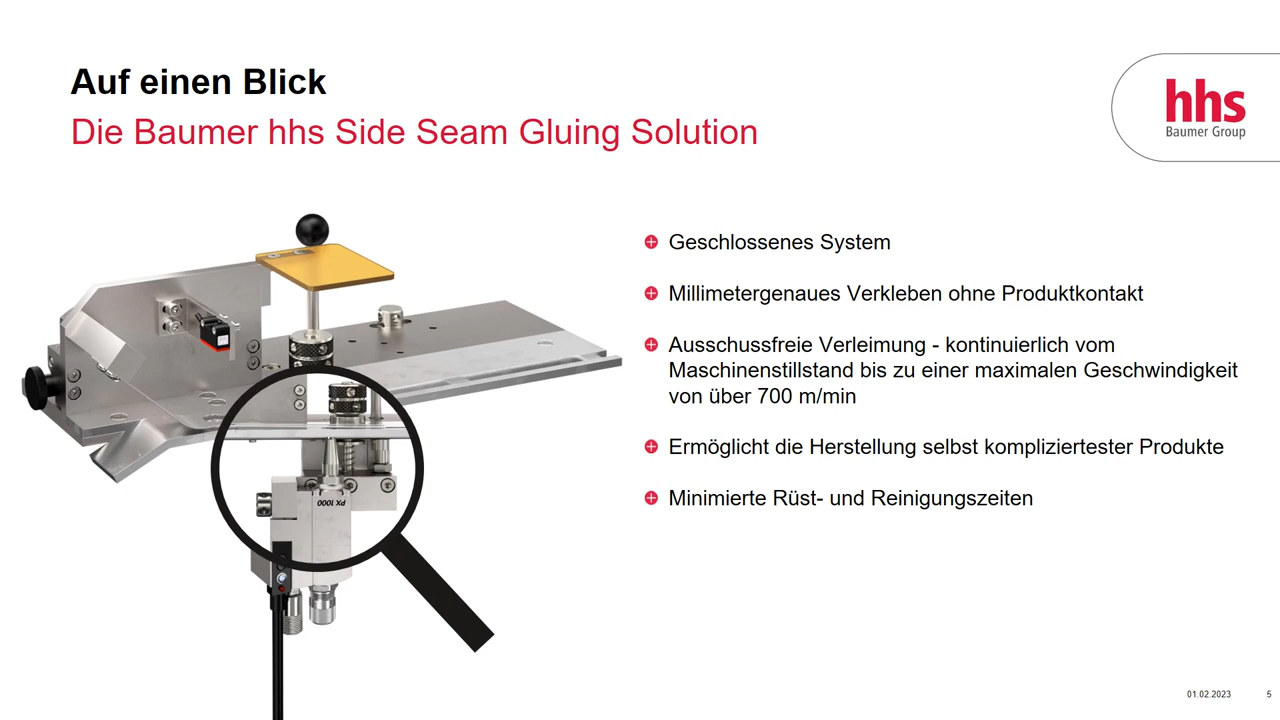 Auf einen Blick
Die Baumer hhs Side Seam Gluing Solution
hhs
Baumer Group
Geschlossenes System
Millimetergenaues Verkleben ohne Produktkontakt
Ausschussfreie Verleimung - kontinuierlich vom
Maschinenstillstand bis zu einer maximalen Geschwindigkeit
von über 700 m/min
Ermöglicht die Herstellung selbst kompliziertester Produkte
Minimierte Rüst- und Reinigungszeiten
PX 1000
01.02.2023 5